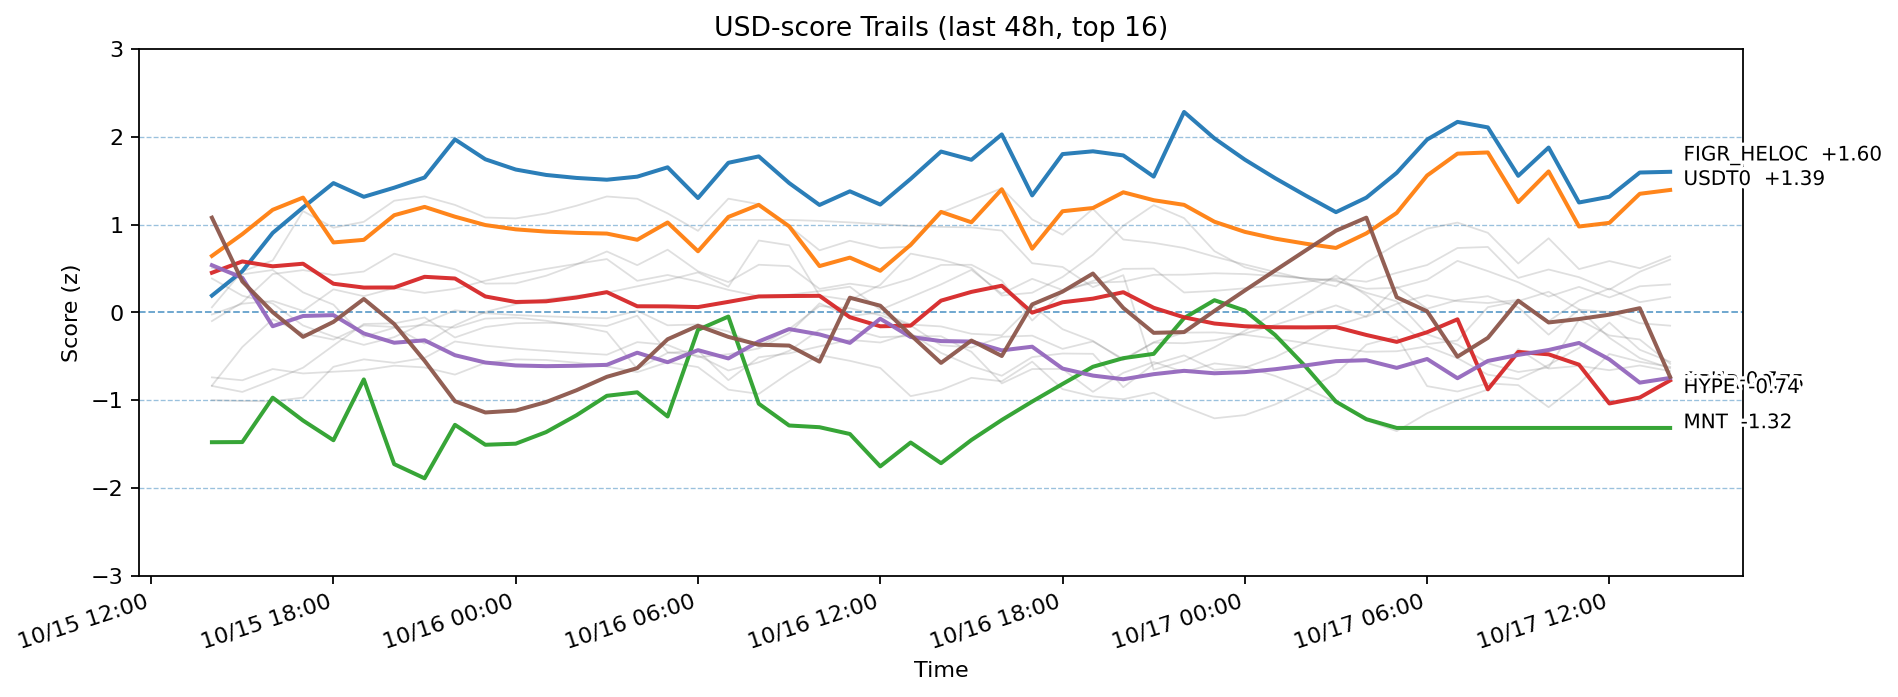 USD-score Trails (last 48h, top 16)
Score (z)
3
2
1
0
−1
−2
−3
FIGR_HELOC +1.60
USDT0 +1.39
HYPE -0.74
MNT -1.32
10/15 12:00
10/15 18:00
10/16 00:00
10/16 06:00
10/16 12:00
10/16 18:00
10/17 00:00
10/17 06:00
10/17 12:00
Time